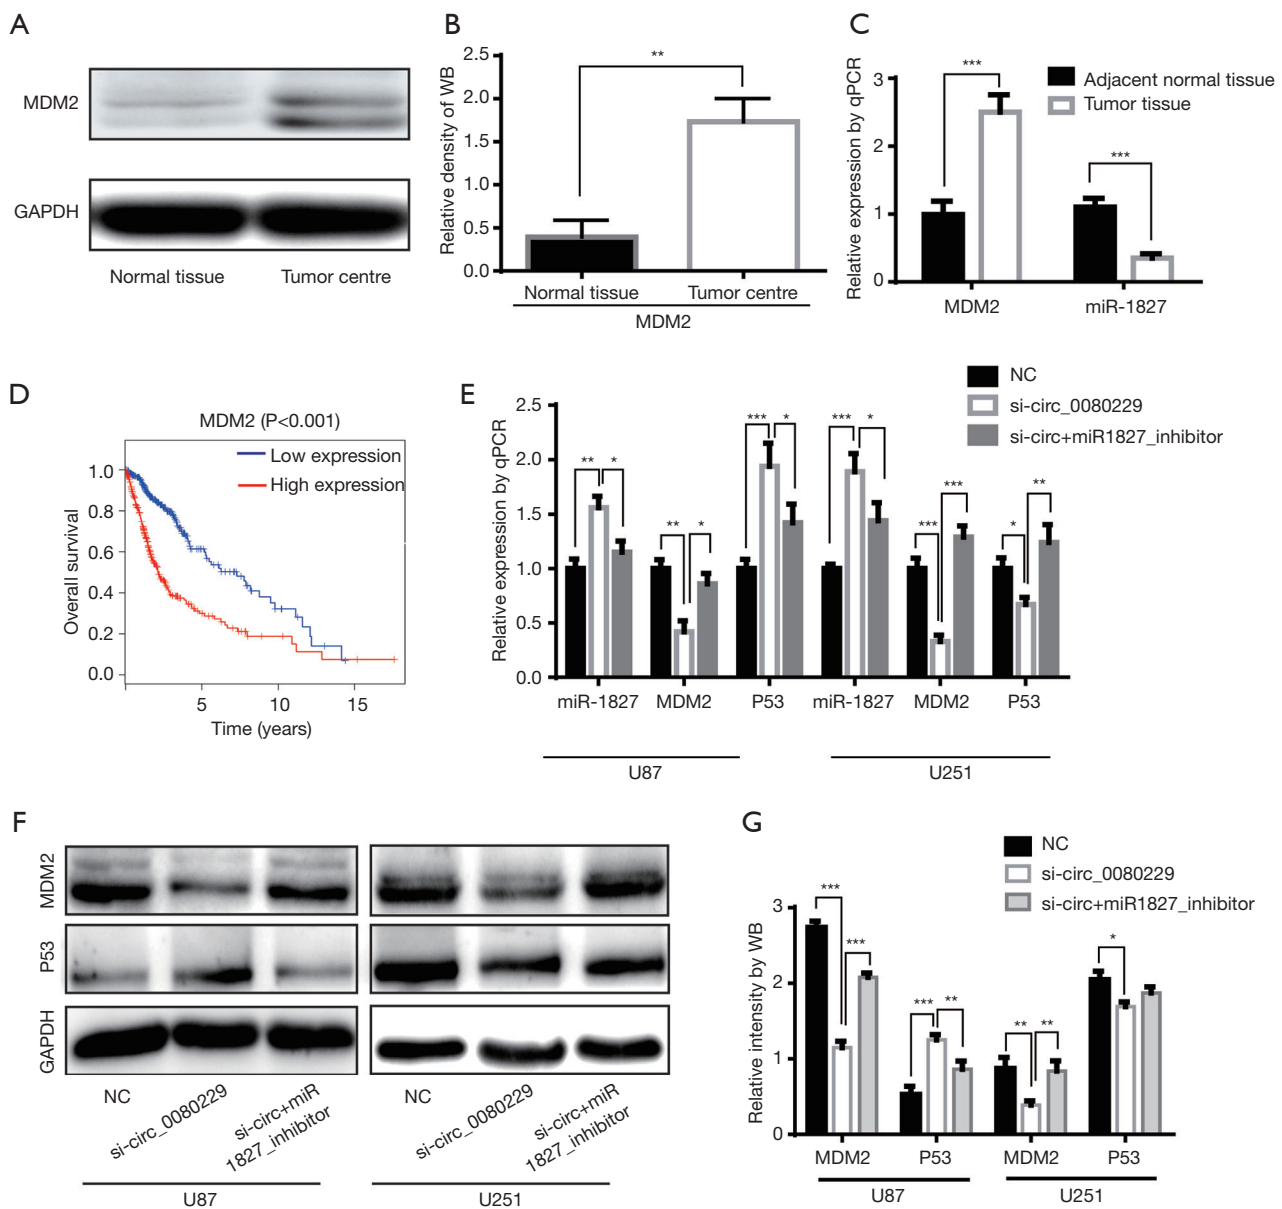 A
MDM2
GAPDH
Normal tissue Tumor centre
B
Relative density of WB
2.5
2.0
1.5
1.0
0.5
0.0
**
Normal tissue Tumor centre
MDM2
C
Relative expression by qPCR
3
2
1
0
***
***
Adjacent normal tissue
Tumor tissue
MDM2 miR-1827
D
MDM2 (P<0.001)
Low expression
High expression
Overall survival
1.0
0.8
0.6
0.4
0.2
0.0
5 10 15
Time (years)
E
NC
si-circ_0080229
si-circ+miR1827_inhibitor
Relative expression by qPCR
2.5
2.0
1.5
1.0
0.5
0.0
** *
** *
*** *
*** *
*** ***
* **
miR-1827 MDM2 P53 miR-1827 MDM2 P53
U87 U251
F
MDM2
P53
GAPDH
NC si-circ_0080229 si-circ+miR
1827_inhibitor
NC si-circ_0080229 si-circ+miR
1827_inhibitor
U87 U251
G
NC
si-circ_0080229
si-circ+miR1827_inhibitor
Relative intensity by WB
3
2
1
0
*** ***
*** **
** **
*
MDM2 P53 MDM2 P53
U87 U251